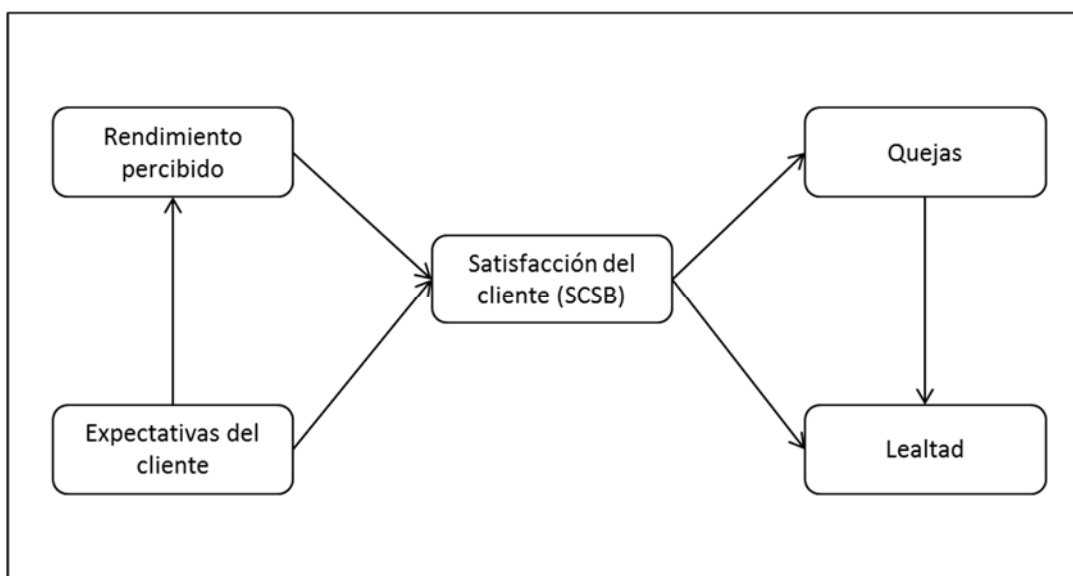 Rendimiento
percibido
Quejas
Satisfacción del
cliente (SCSB)
Expectativas del
cliente
Lealtad